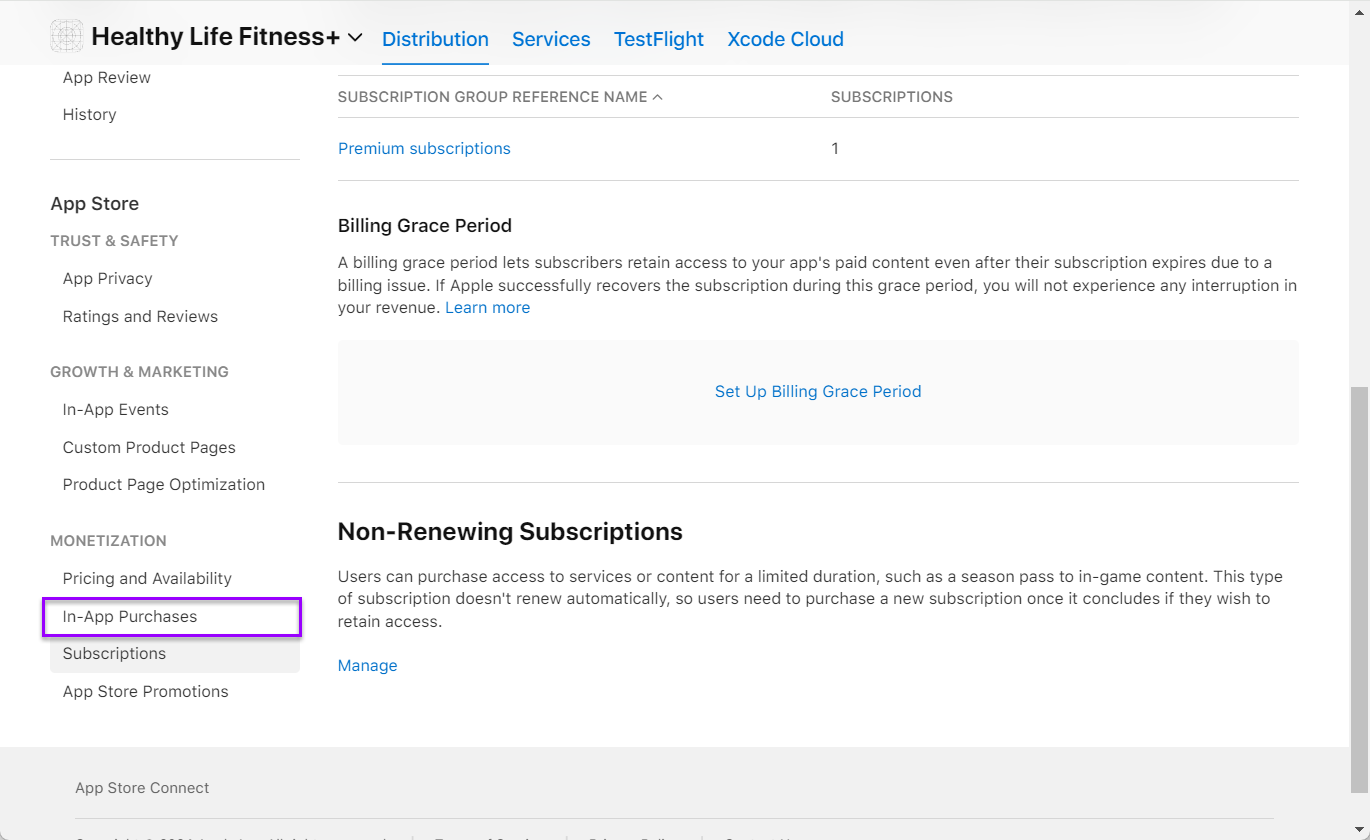 Healthy Life Fitness+ Distribution Services TestFlight Xcode Cloud
App Review
History
App Store
TRUST & SAFETY
App Privacy
Ratings and Reviews
GROWTH & MARKETING
In-App Events
Custom Product Pages
Product Page Optimization
MONETIZATION
Pricing and Availability
In-App Purchases
Subscriptions
App Store Promotions
SUBSCRIPTION GROUP REFERENCE NAME SUBSCRIPTIONS
Premium subscriptions 1
Billing Grace Period
A billing grace period lets subscribers retain access to your app's paid content even after their subscription expires due to a
billing issue. If Apple successfully recovers the subscription during this grace period, you will not experience any interruption in
your revenue. Learn more
Set Up Billing Grace Period
Non-Renewing Subscriptions
Users can purchase access to services or content for a limited duration, such as a season pass to in-game content. This type
of subscription doesn't renew automatically, so users need to purchase a new subscription once it concludes if they wish to
retain access.
Manage
App Store Connect